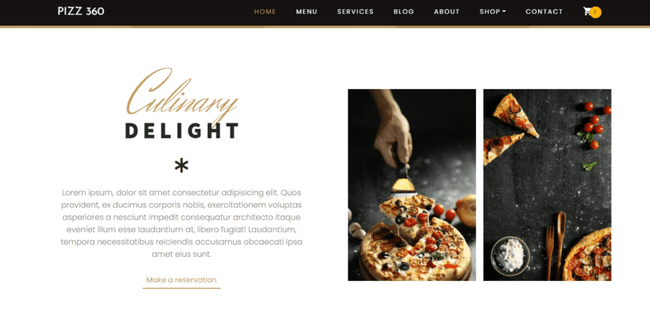 PIZZ 360
HOME MENU SERVICES BLOG ABOUT SHOP CONTACT
Culinary
DELIGHT
*
Lorem ipsum, dolor sit amet consectetur adipisicing elit. Quos
provident, ex ducimus corporis nobis, exercitationem voluptas
asperiores a nesciunt impedit consequatur architecto itaque
eveniet illum esse laudantium at, libero fugiat! Laudantium,
tempora necessitatibus reiciendis accusamus obcaecati ipsa
amet eius sunt.
Make a reservation